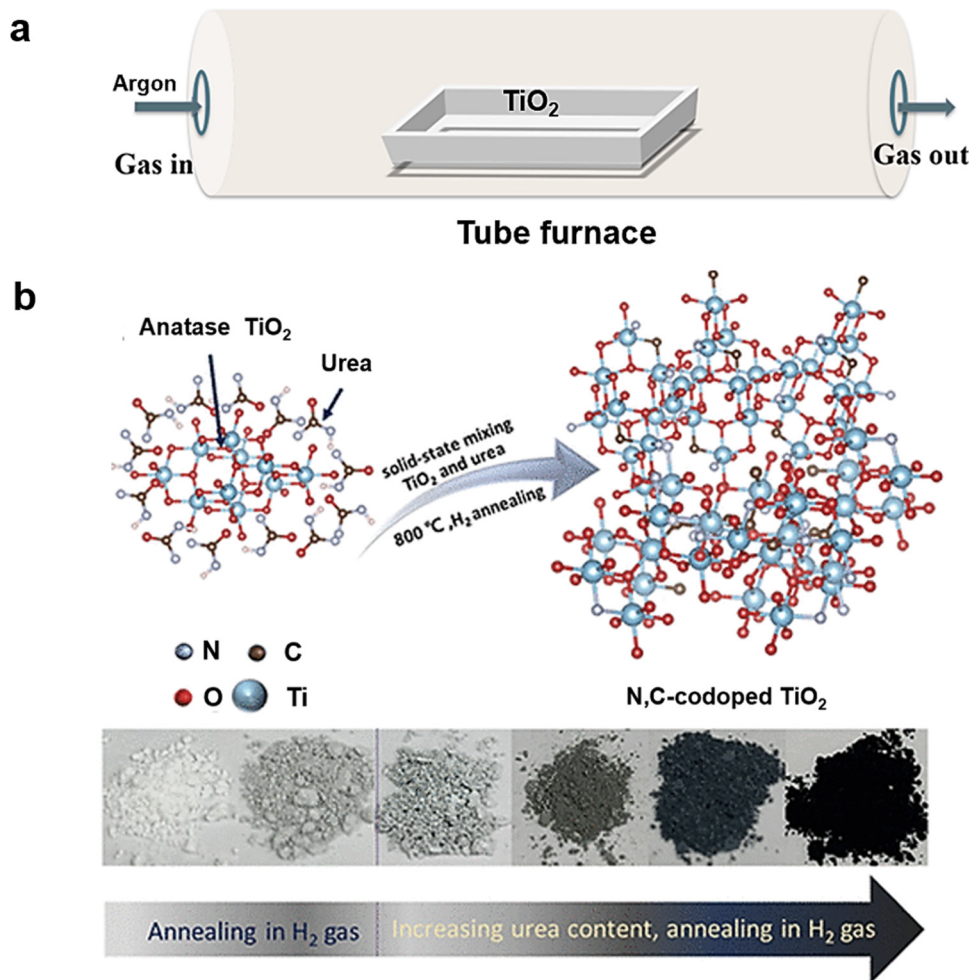 a
Argon
TiO₂
Gas in
Gas out
Tube furnace
b
Anatase TiO₂
Urea
solid-state mixing
TiO₂ and urea
800 ℃,H₂ annealing
N
C
O
Ti
N,C-codoped TiO₂
Annealing in H₂ gas
Increasing urea content, annealing in H₂ gas